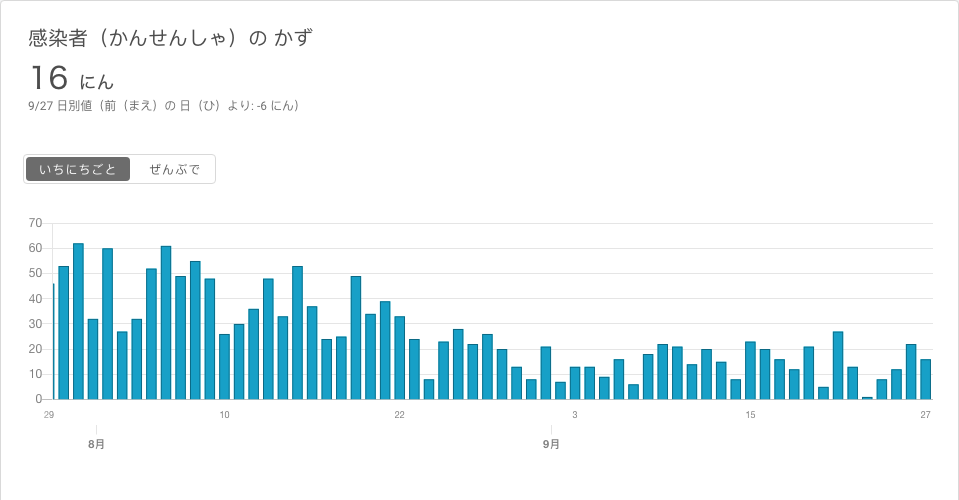 感染者（かんせんしゃ）の かず
16 にん
9/27 日別値（前（まえ）の 日（ひ）より: -6 にん）
いちにちごと ぜんぶで
70
60
50
40
30
20
10
0
29 10 22 3 15 27
8月 9月